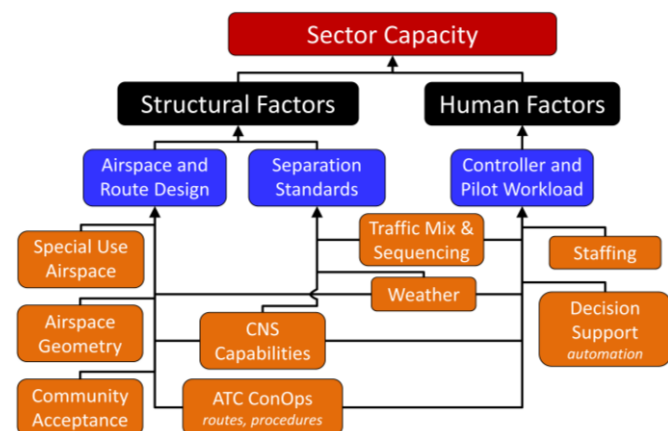 Sector Capacity
Structural Factors
Human Factors
Airspace and
Route Design
Separation
Standards
Controller and
Pilot Workload
Special Use
Airspace
Traffic Mix &
Sequencing
Staffing
Weather
Airspace
Geometry
CNS
Capabilities
Decision
Support
automation
Community
Acceptance
ATC ConOps
routes, procedures